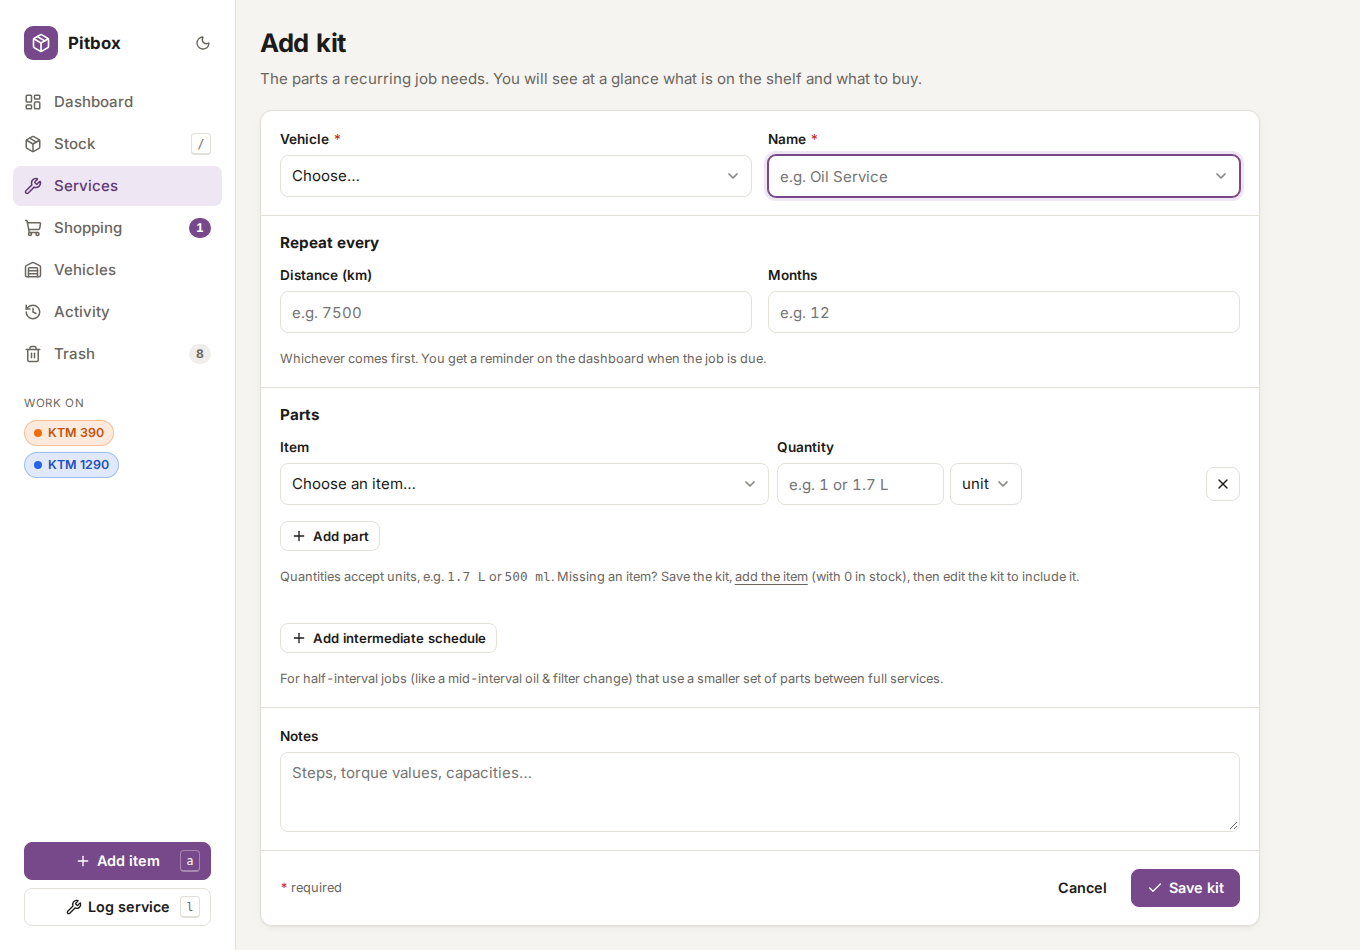 Pitbox
Dashboard
Stock /
Services
Shopping 1
Vehicles
Activity
Trash 8
WORK ON
KTM 390
KTM 1290
Add item a
Log service l
Add kit
The parts a recurring job needs. You will see at a glance what is on the shelf and what to buy.
Vehicle * Name *
Choose... e.g. Oil Service
Repeat every
Distance (km) Months
e.g. 7500 e.g. 12
Whichever comes first. You get a reminder on the dashboard when the job is due.
Parts
Item Quantity
Choose an item... e.g. 1 or 1.7 L unit
Add part
Quantities accept units, e.g. 1.7 L or 500 ml. Missing an item? Save the kit, add the item (with 0 in stock), then edit the kit to include it.
Add intermediate schedule
For half-interval jobs (like a mid-interval oil & filter change) that use a smaller set of parts between full services.
Notes
Steps, torque values, capacities...
* required Cancel Save kit